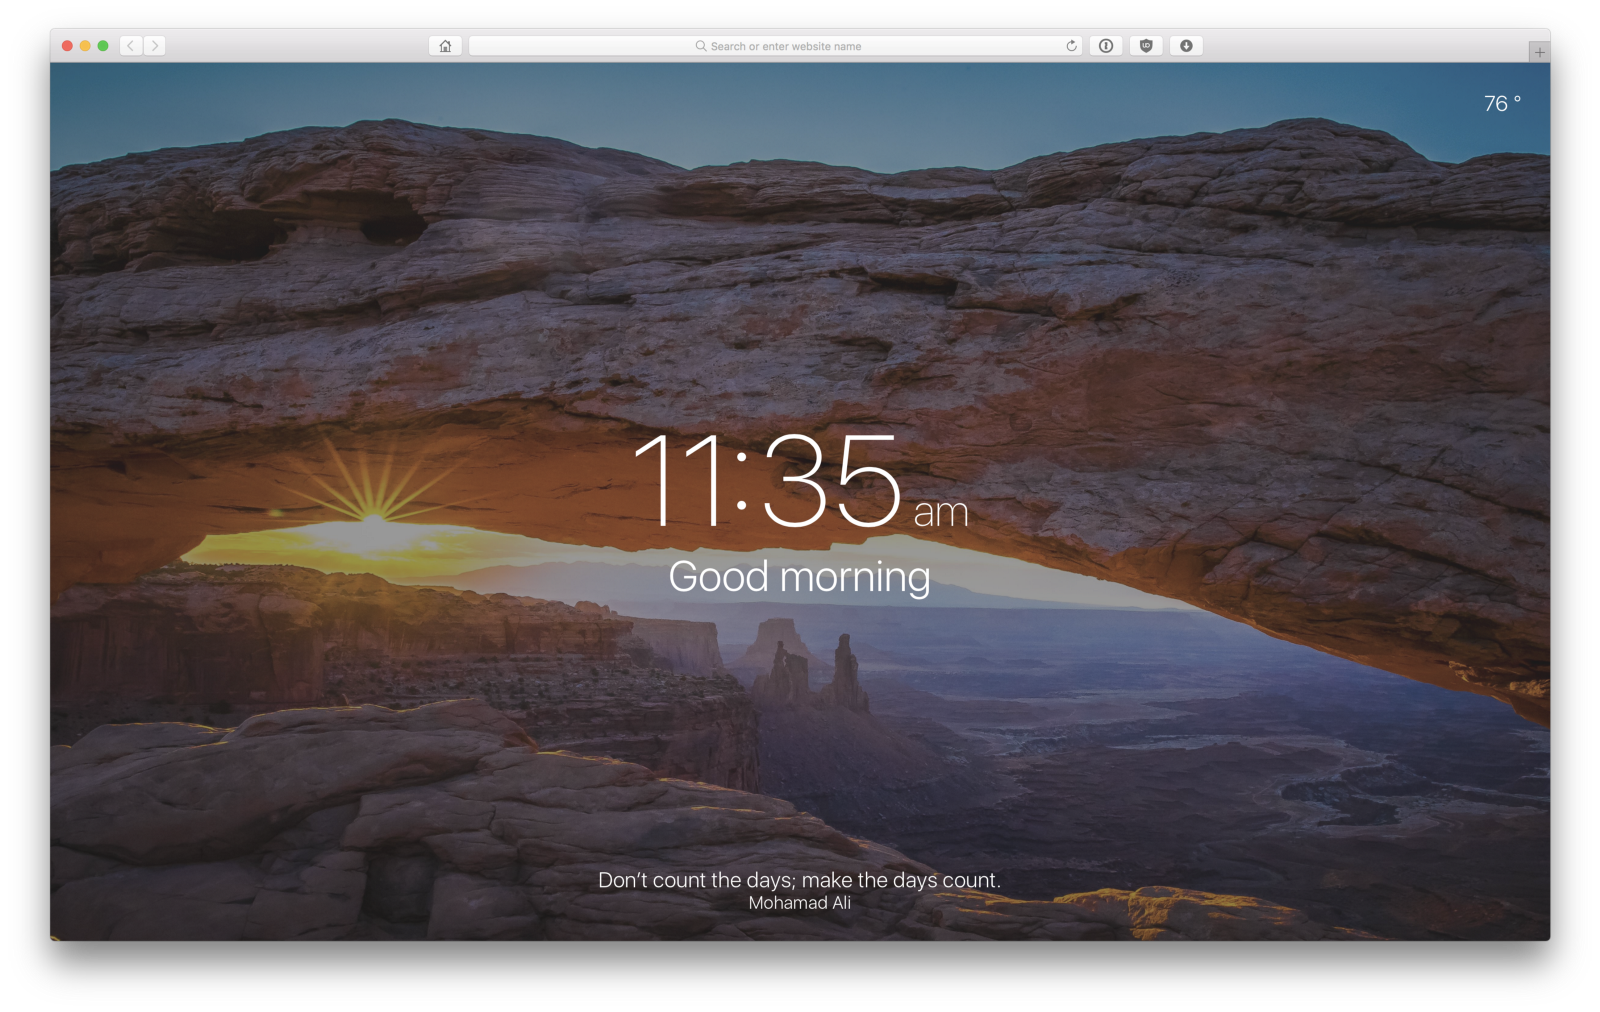 Search or enter website name
76 °
11:35 am
Good morning
Don't count the days; make the days count.
Mohamad Ali